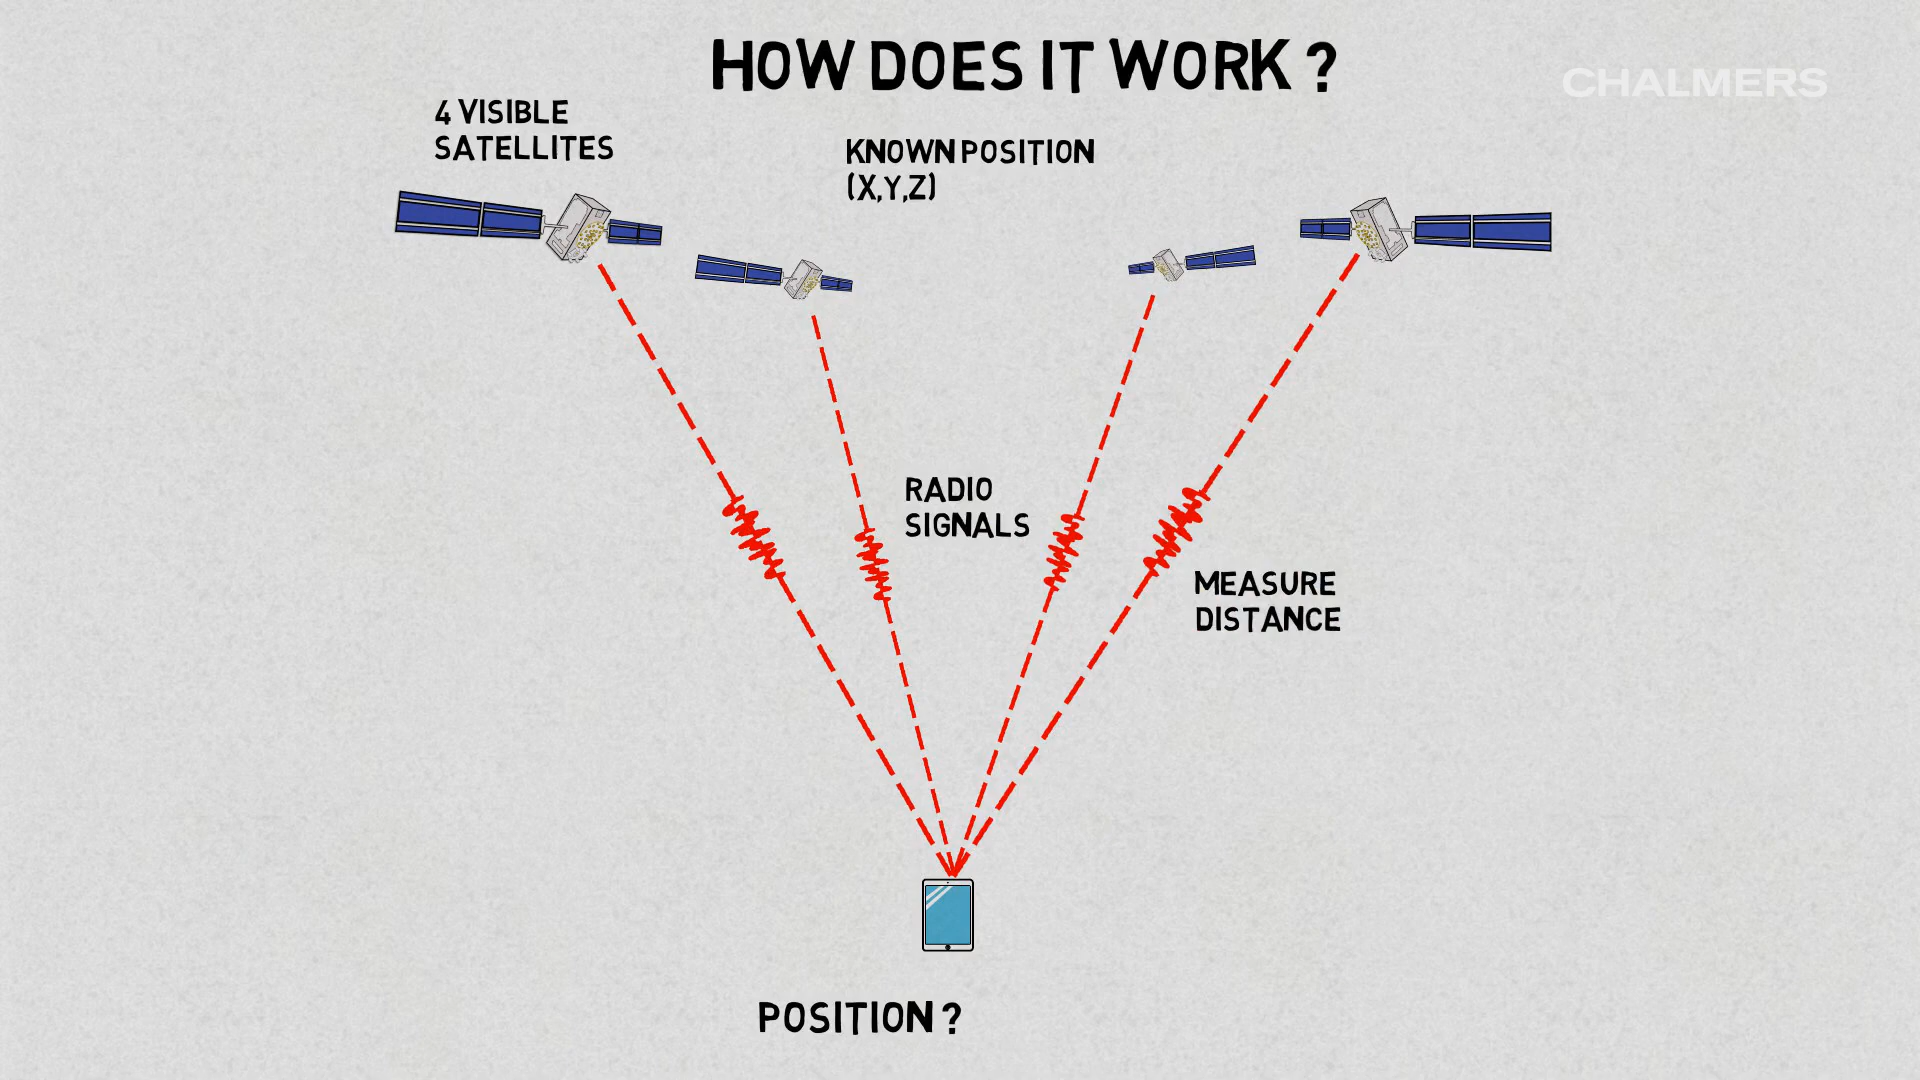 HOW DOES IT WORK ?
CHALMERS
4 VISIBLE
SATELLITES
KNOWN POSITION
(X,Y,Z)
RADIO
SIGNALS
MEASURE
DISTANCE
POSITION ?